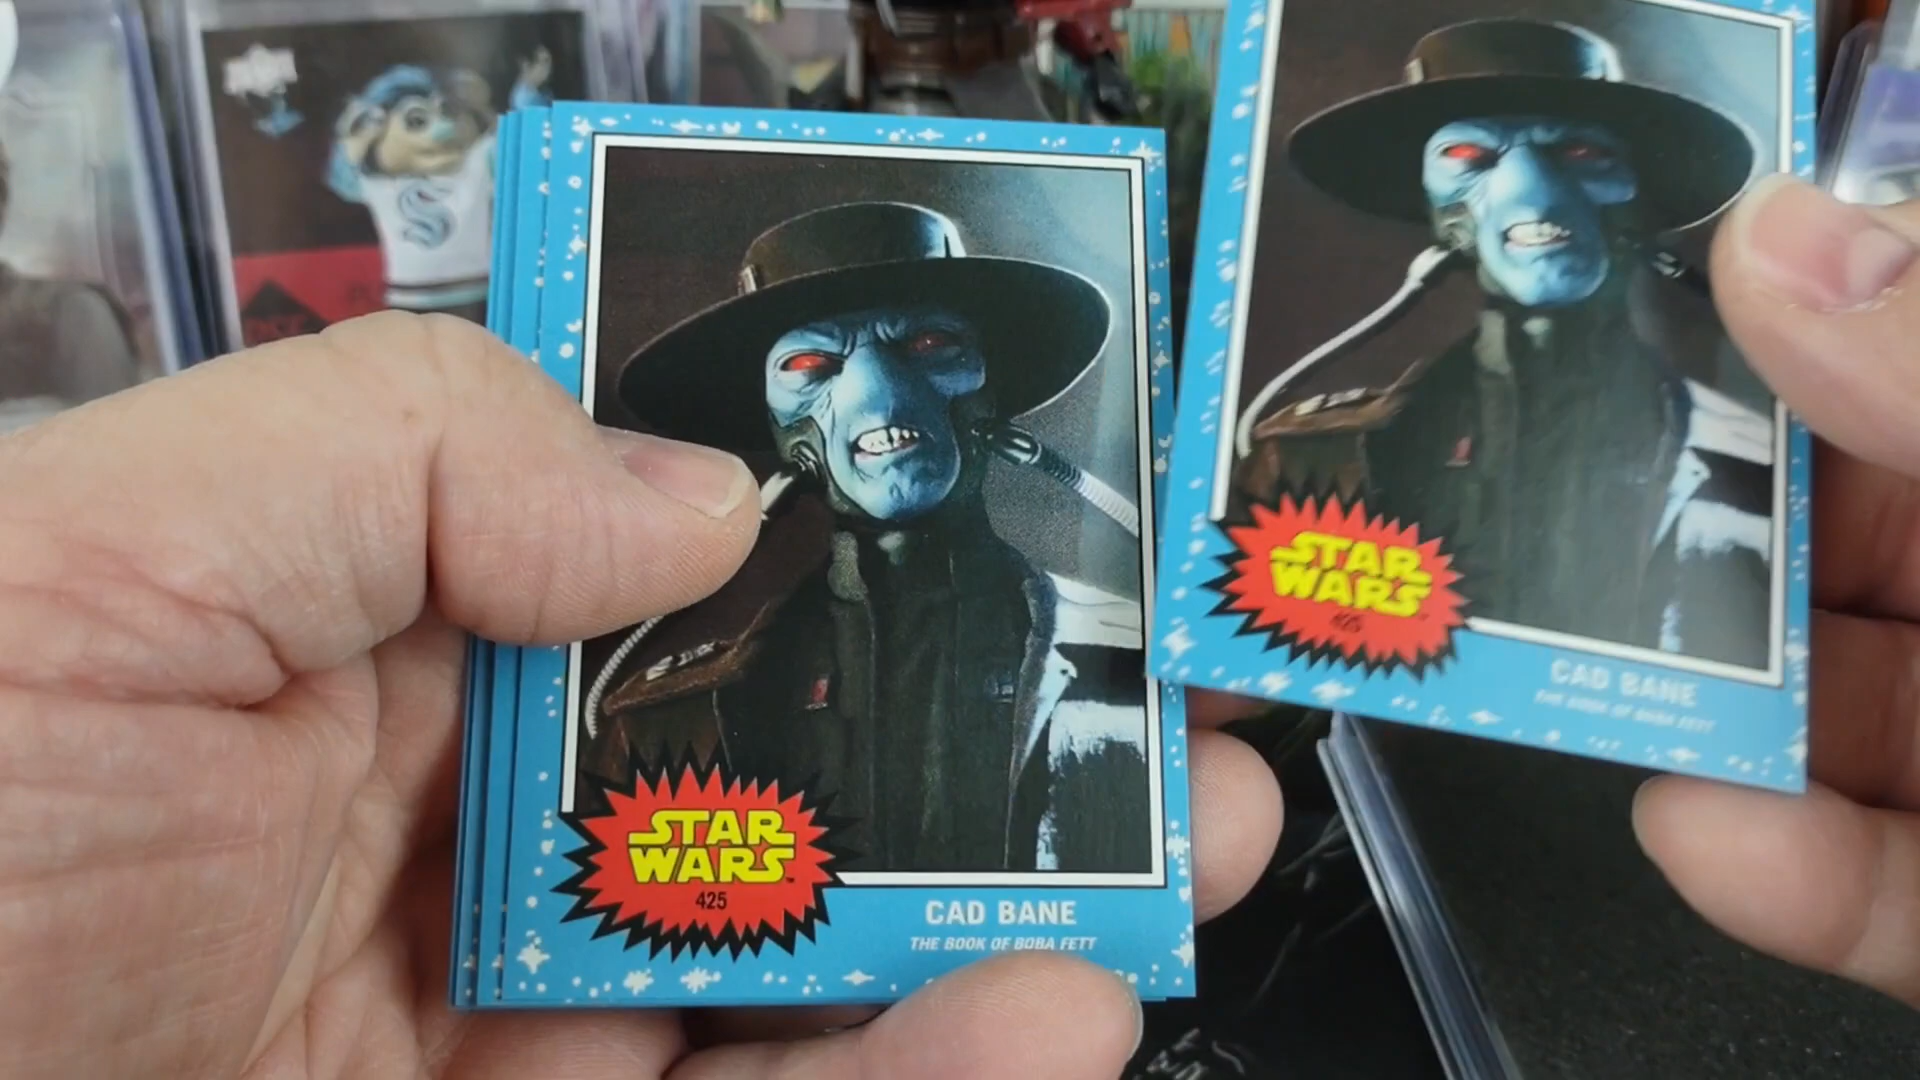 STAR
WARS
425
CAD BANE
THE BOOK OF BOBA FETT
STAR
WARS
425
CAD BANE
THE BOOK OF BOBA FETT